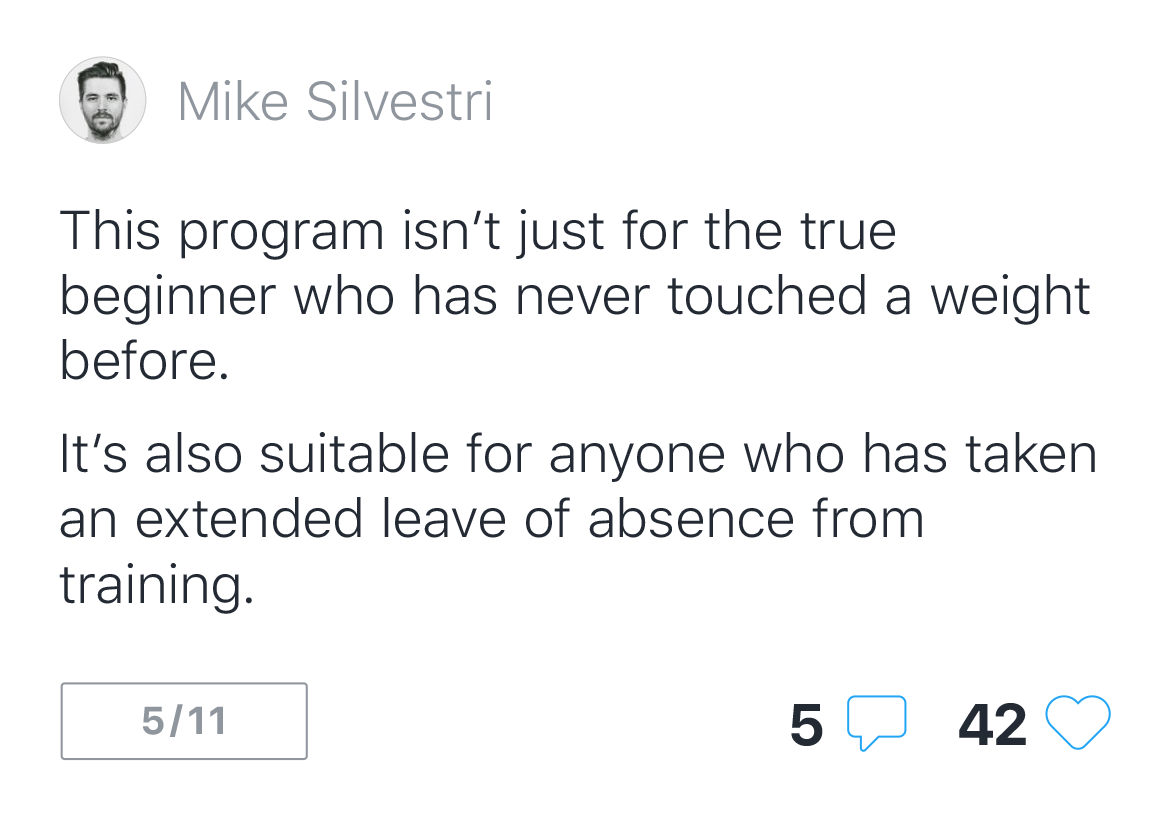 Mike Silvestri
This program isn’t just for the true
beginner who has never touched a weight
before.
It’s also suitable for anyone who has taken
an extended leave of absence from
training.
5/11
5
42